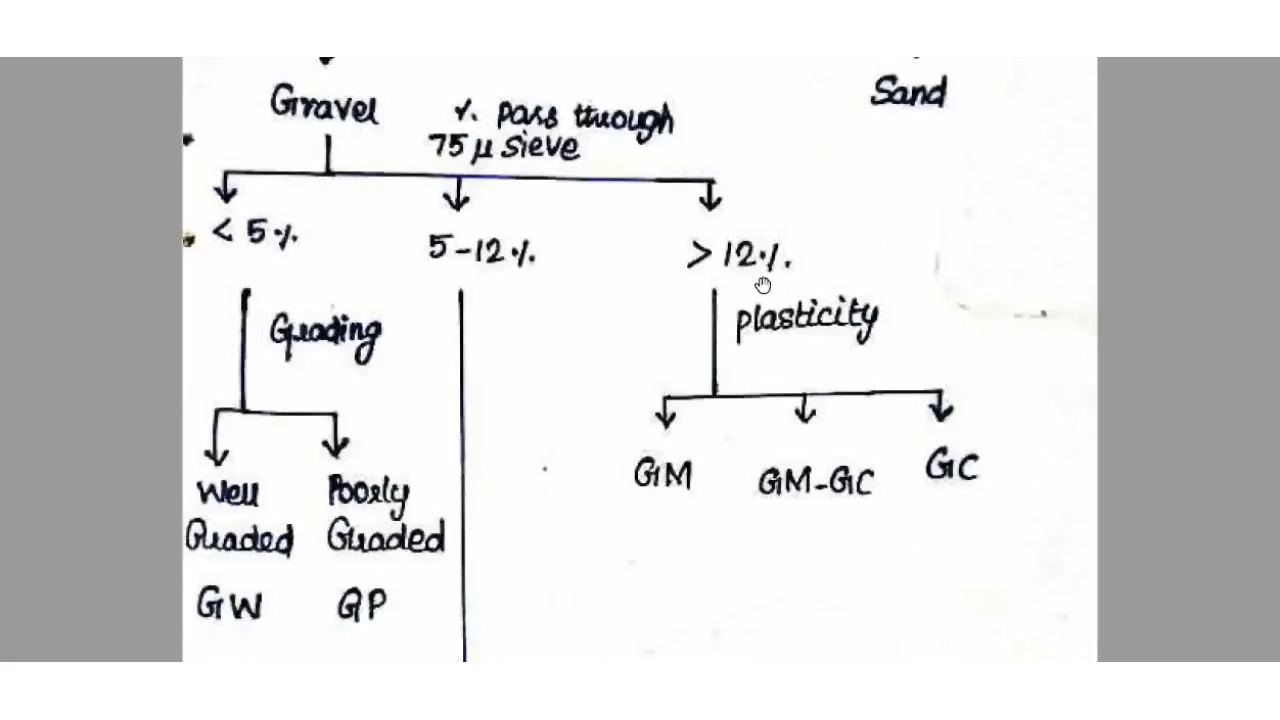 Gravel
Sand
% pass through
75 μ sieve
< 5%
5-12%
> 12%
Grading
plasticity
GM
GM-GC
GC
Well
Graded
Poorly
Graded
GW
GP